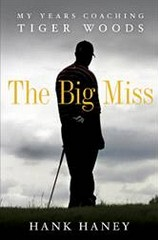 MY YEARS COACHING
TIGER WOODS
The Big Miss
HANK HANEY